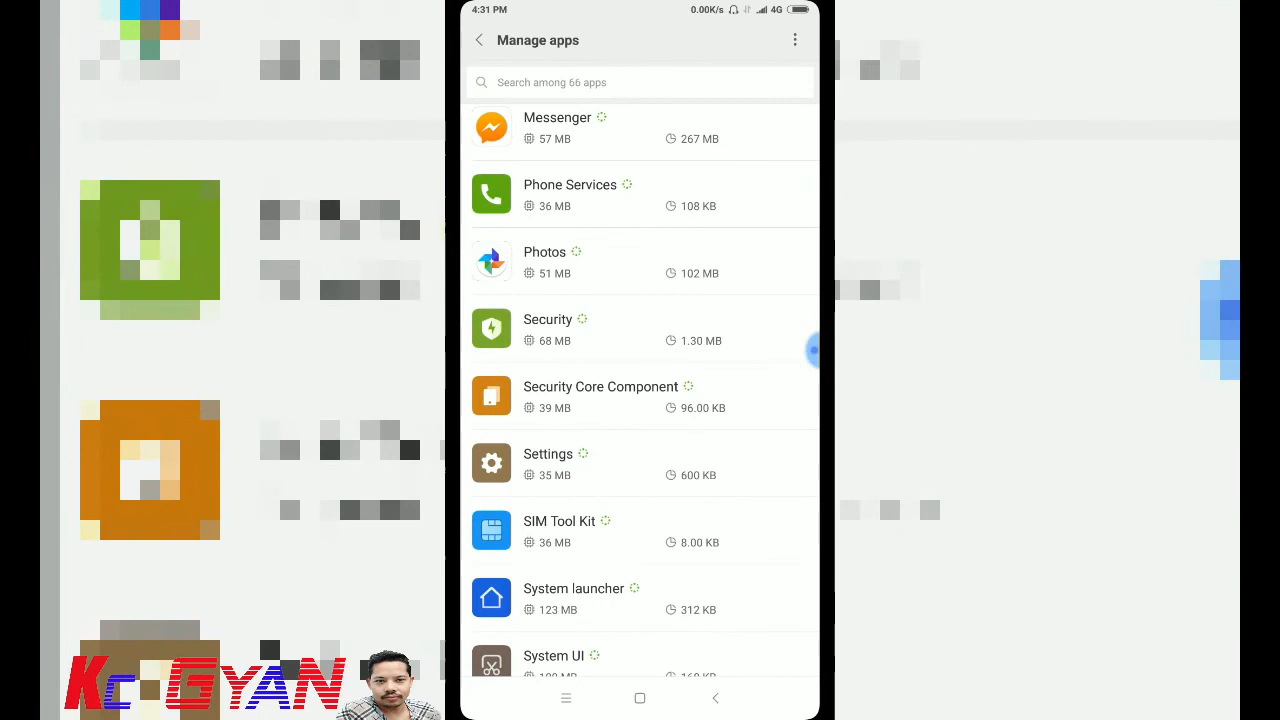 4:31 PM
0.00K/s 4G
Manage apps
Search among 66 apps
Messenger
57 MB 267 MB
Phone Services
36 MB 108 KB
Photos
51 MB 102 MB
Security
68 MB 1.30 MB
Security Core Component
39 MB 96.00 KB
Settings
35 MB 600 KB
SIM Tool Kit
36 MB 8.00 KB
System launcher
123 MB 312 KB
System UI
Kc GYAN